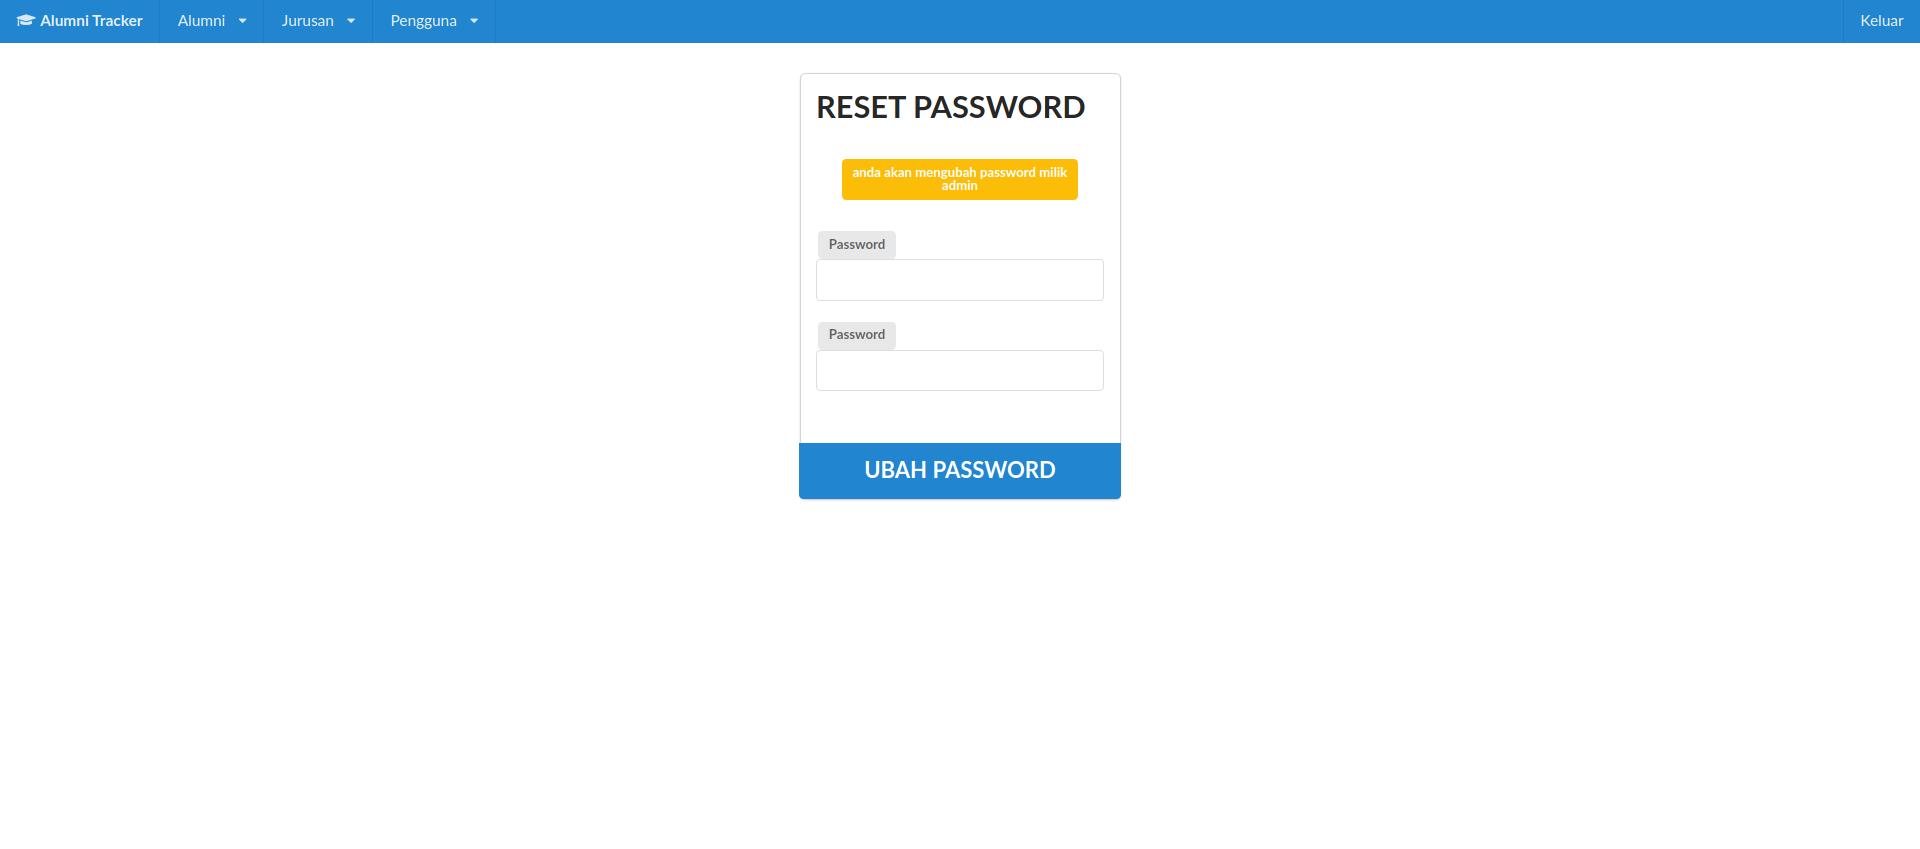 Alumni Tracker
Alumni
Jurusan
Pengguna
Keluar
RESET PASSWORD
anda akan mengubah password milik
admin
Password
Password
UBAH PASSWORD